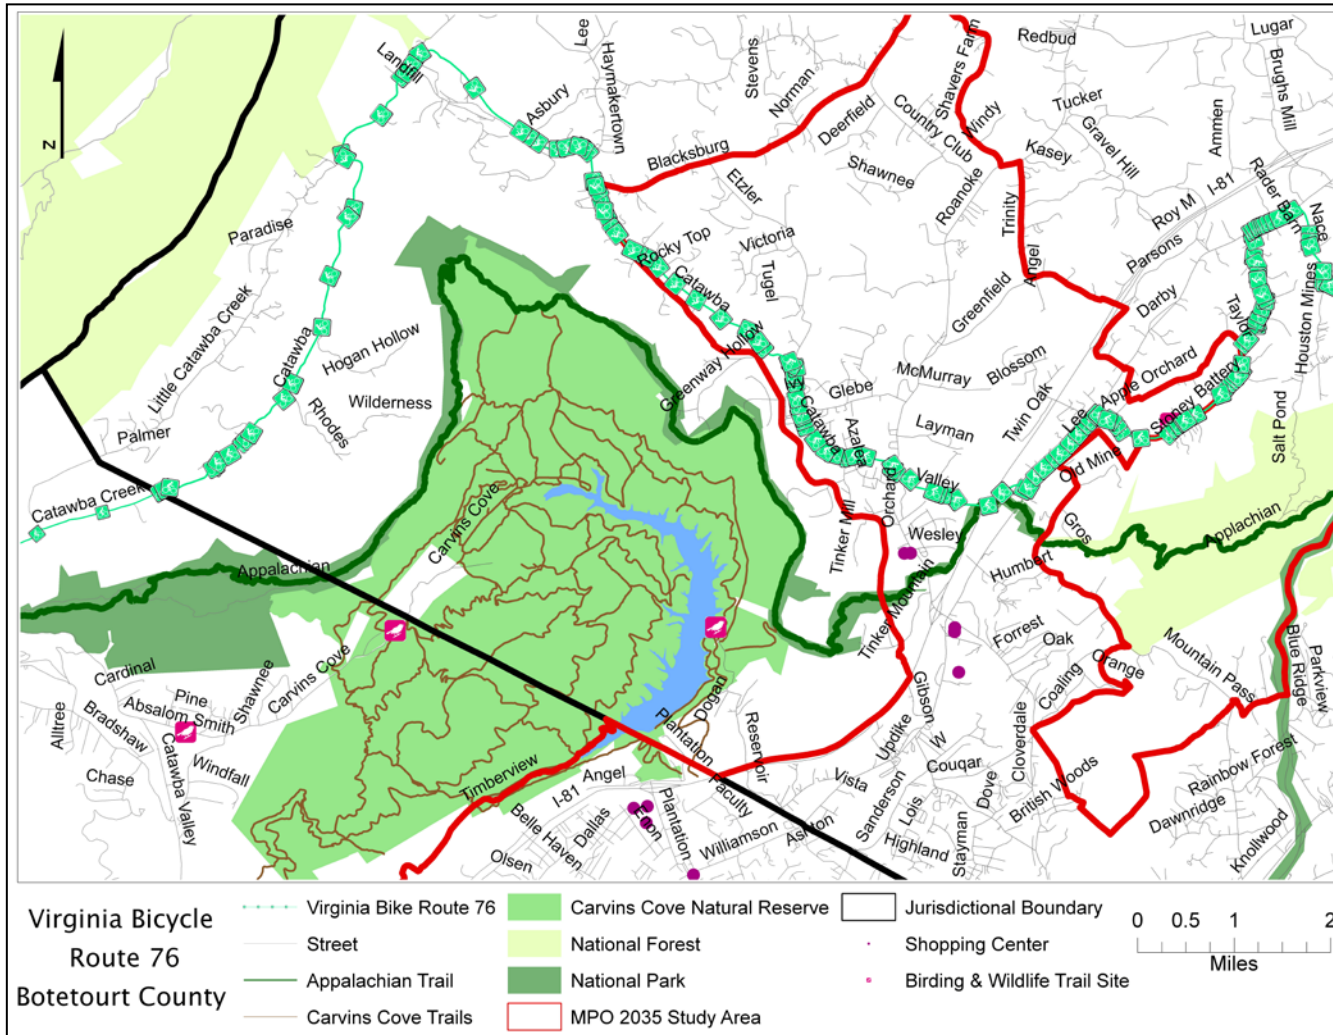 Lee
Haymakertown
Stevens
Norman
Shavers Farm
Redbud
Lugar
Brughs Mill
Landfill
Asbury
Deerfield
Country Club
Windy
Tucker
Gravel Hill
Ammen
Z
Blacksburg
Kasey
Etzler
Shawnee
Roanoke
Trinity
Roy M
I-81
Rader Barn
Nace
Paradise
Rocky Top
Victoria
Tugel
Angel
Parsons
Catawba
Greenfield
Darby
Houston Mines
Little Catawba Creek
Catawba
Hogan Hollow
Greenway Hollow
Taylor
Wilderness
Rhodes
Ivy
Glebe
McMurray
Blossom
Apple Orchard
Stoney Battery
Palmer
Catawba
Azalea
Layman
Twin Oak
Lee
Salt Pond
Catawba Creek
Carvins Cove
Valley
Orchard
Old Mine
Tinker Mill
Wesley
Gros
Applachian
Appalachian
Humbert
Tinker Mountain
Forrest
Oak
Orange
Mountain Pass
Blue Ridge
Parkview
Cardinal
Pine
Shawnee
Carvins Cove
Absalom Smith
Alltree
Bradshaw
Catawba Valley
Windfall
Chase
Dogan
Plantation
Reservoir
Gibson
Updike
W
Coaling
Cloverdale
Timberview
Angel
I-81
Faculty
Vista
Couqar
Dove
British Woods
Rainbow Forest
Dawnridge
Knollwood
Belle Haven
Dallas
Elton
Plantation
Williamson
Ashton
Sanderson
Lois
Highland
Stayman
Olsen
Virginia Bicycle
Route 76
Botetourt County
Virginia Bike Route 76
Street
Appalachian Trail
Carvins Cove Trails
Carvins Cove Natural Reserve
National Forest
National Park
MPO 2035 Study Area
Jurisdictional Boundary
Shopping Center
Birding & Wildlife Trail Site
0 0.5 1 2
Miles